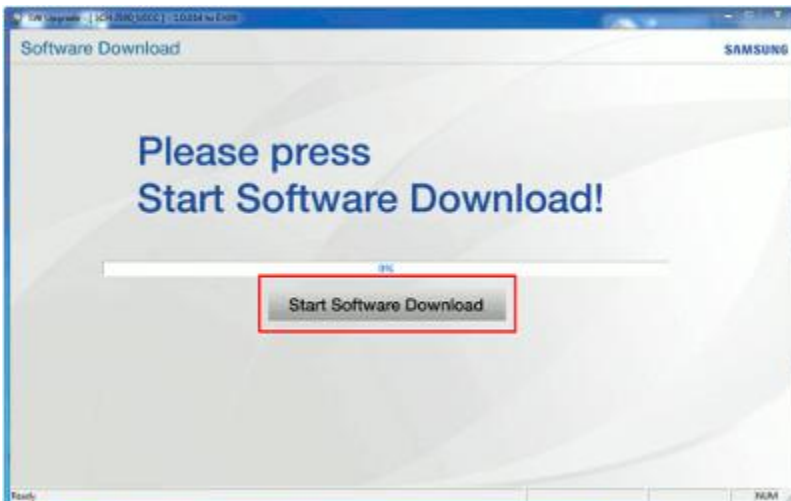 Software Download
SAMSUNG
Please press
Start Software Download!
0%
Start Software Download
Ready
NUM